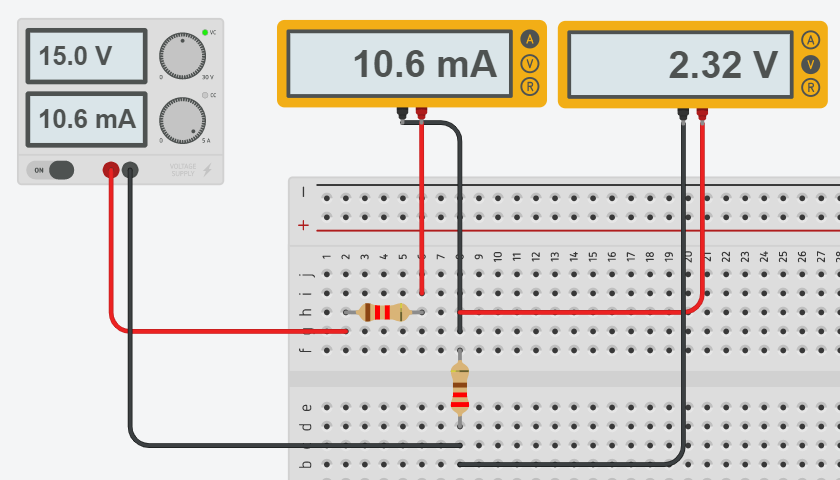 15.0 V
VC
0 30 V
10.6 mA
CC
0 5 A
ON
VOLTAGE
SUPPLY
10.6 mA
A
V
R
2.32 V
A
V
R
−
+
1 2 3 4 5 6 7 8 9 10 11 12 13 14 15 16 17 18 19 20 21 22 23 24 25 26 27 28
j
i
h
g
f
e
d
c
b